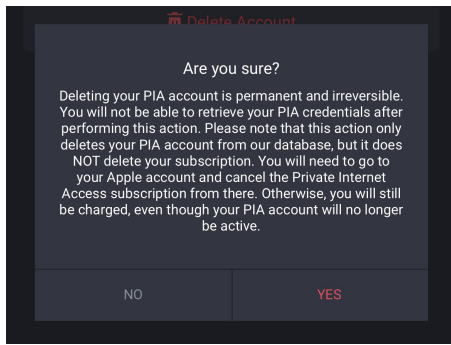 Delete Account
Are you sure?
Deleting your PIA account is permanent and irreversible.
You will not be able to retrieve your PIA credentials after
performing this action. Please note that this action only
deletes your PIA account from our database, but it does
NOT delete your subscription. You will need to go to
your Apple account and cancel the Private Internet
Access subscription from there. Otherwise, you will still
be charged, even though your PIA account will no longer
be active.
NO
YES